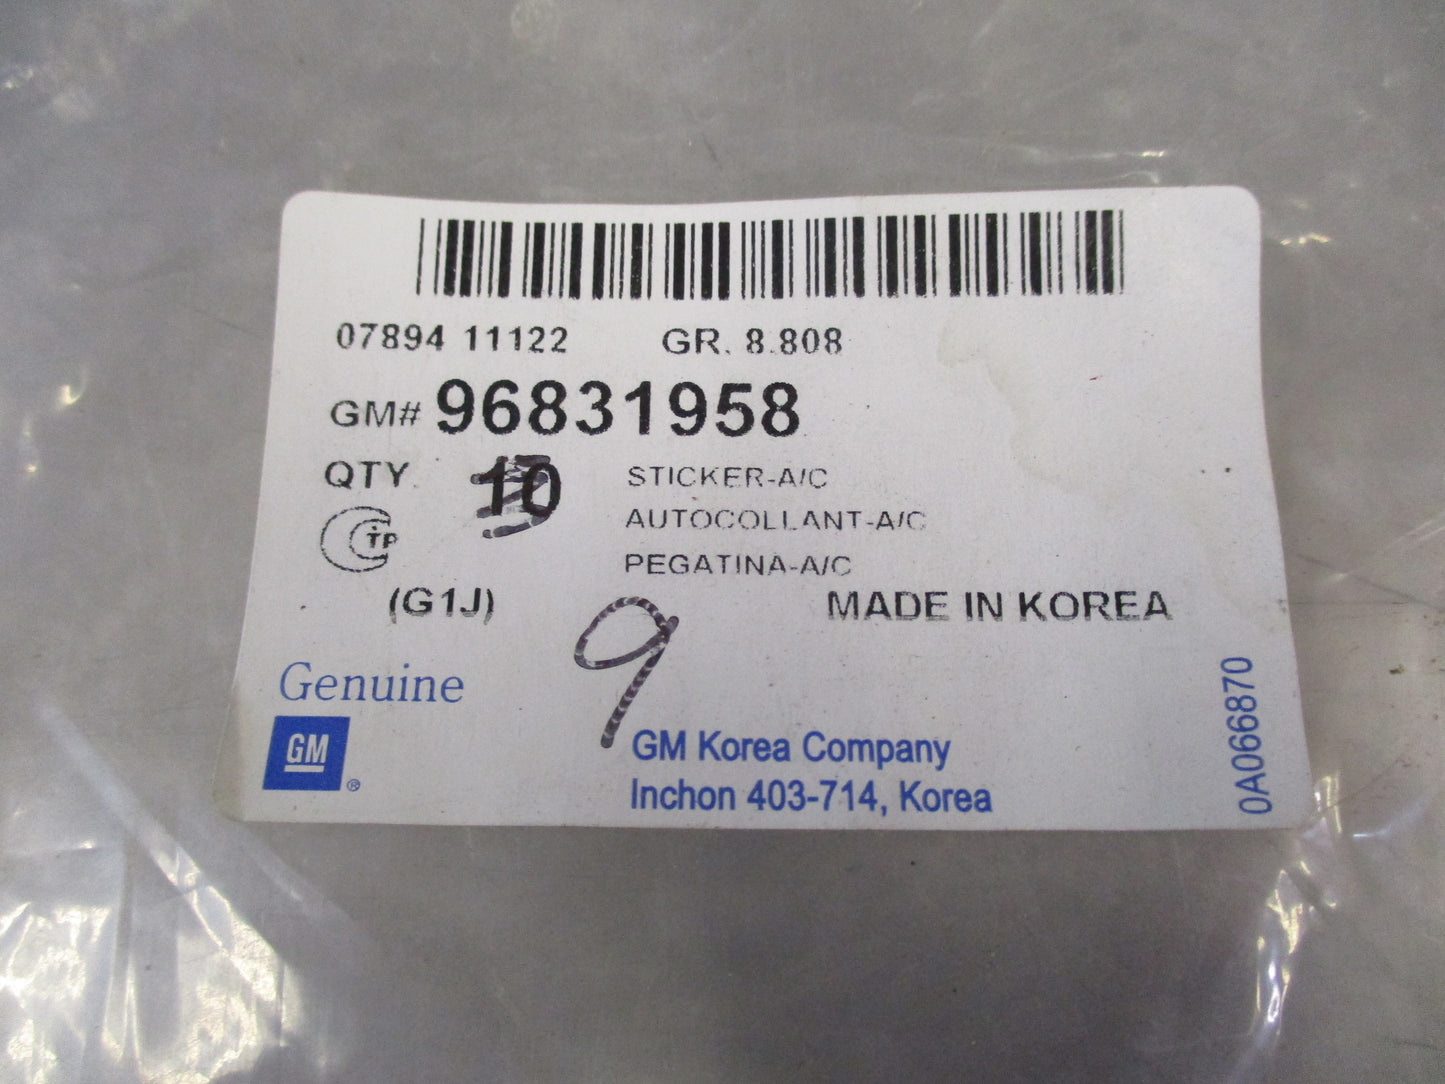 07894 11122 GR. 8.808
GM# 96831958
QTY. 10 STICKER-A/C
AUTOCOLLANT-A/C
TP
PEGATINA-A/C
(G1J) MADE IN KOREA
9
Genuine
GM ®
GM Korea Company
Inchon 403-714, Korea
0A066870